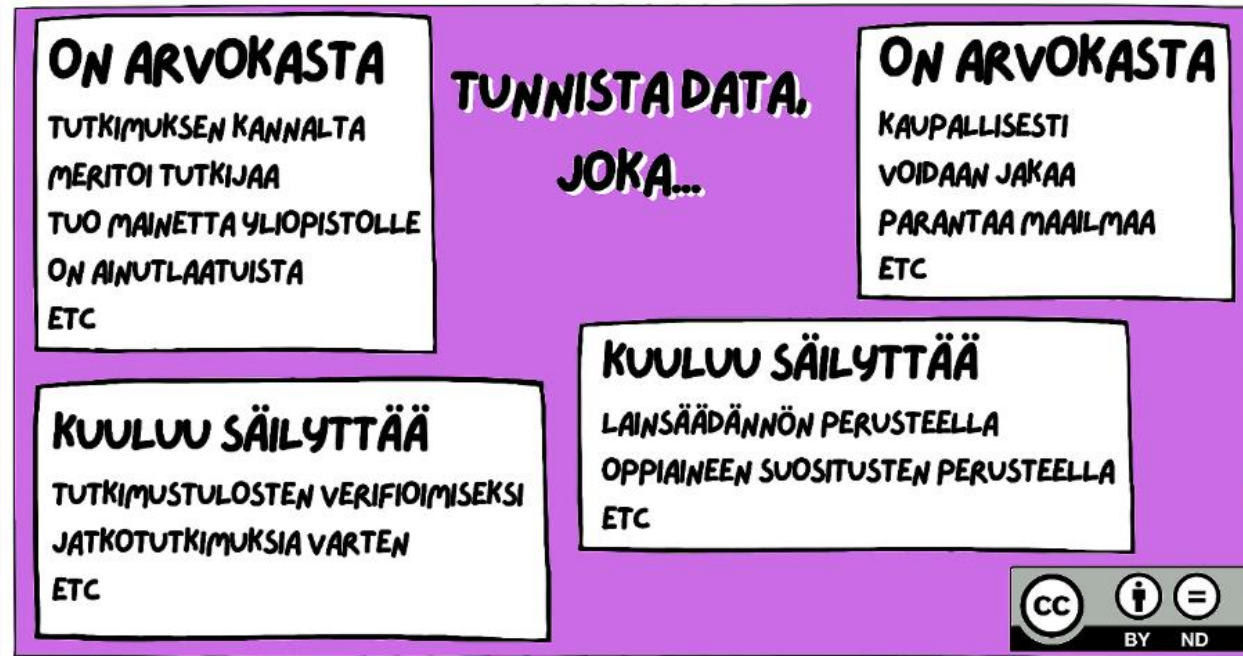 TUNNISTA DATA,
JOKA...
ON ARVOKASTA
TUTKIMUKSEN KANNALTA
MERITOI TUTKIJAA
TUO MAINETTA YLIOPISTOLLE
ON AINUTLAATUISTA
ETC
ON ARVOKASTA
KAUPALLISESTI
VOIDAAN JAKAA
PARANTAA MAAILMAA
ETC
KUULUU SÄILYTTÄÄ
TUTKIMUSTULOSTEN VERIFIOIMISEKSI
JATKOTUTKIMUKSIA VARTEN
ETC
KUULUU SÄILYTTÄÄ
LAINSÄÄDÄNNÖN PERUSTEELLA
OPPIAINEEN SUOSITUSTEN PERUSTEELLA
ETC
CC
BY ND